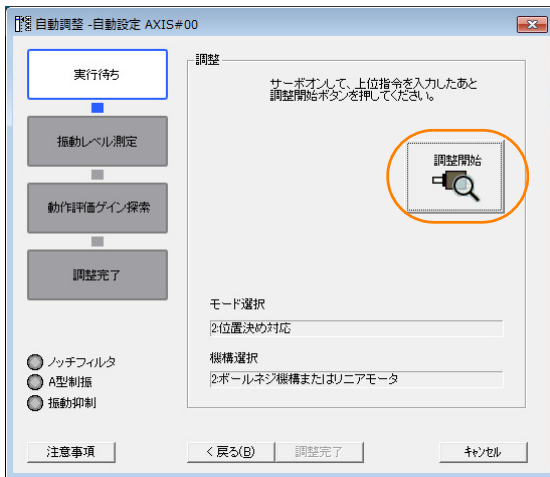 自動調整 -自動設定 AXIS#00
実行待ち
振動レベル測定
動作評価ゲイン探索
調整完了
調整
サーボオンして、上位指令を入力したあと
調整開始ボタンを押してください。
調整開始
モード選択
2:位置決め対応
機構選択
2:ボールネジ機構またはリニアモータ
ノッチフィルタ
A型制振
振動抑制
注意事項
< 戻る(B)
調整完了
キャンセル